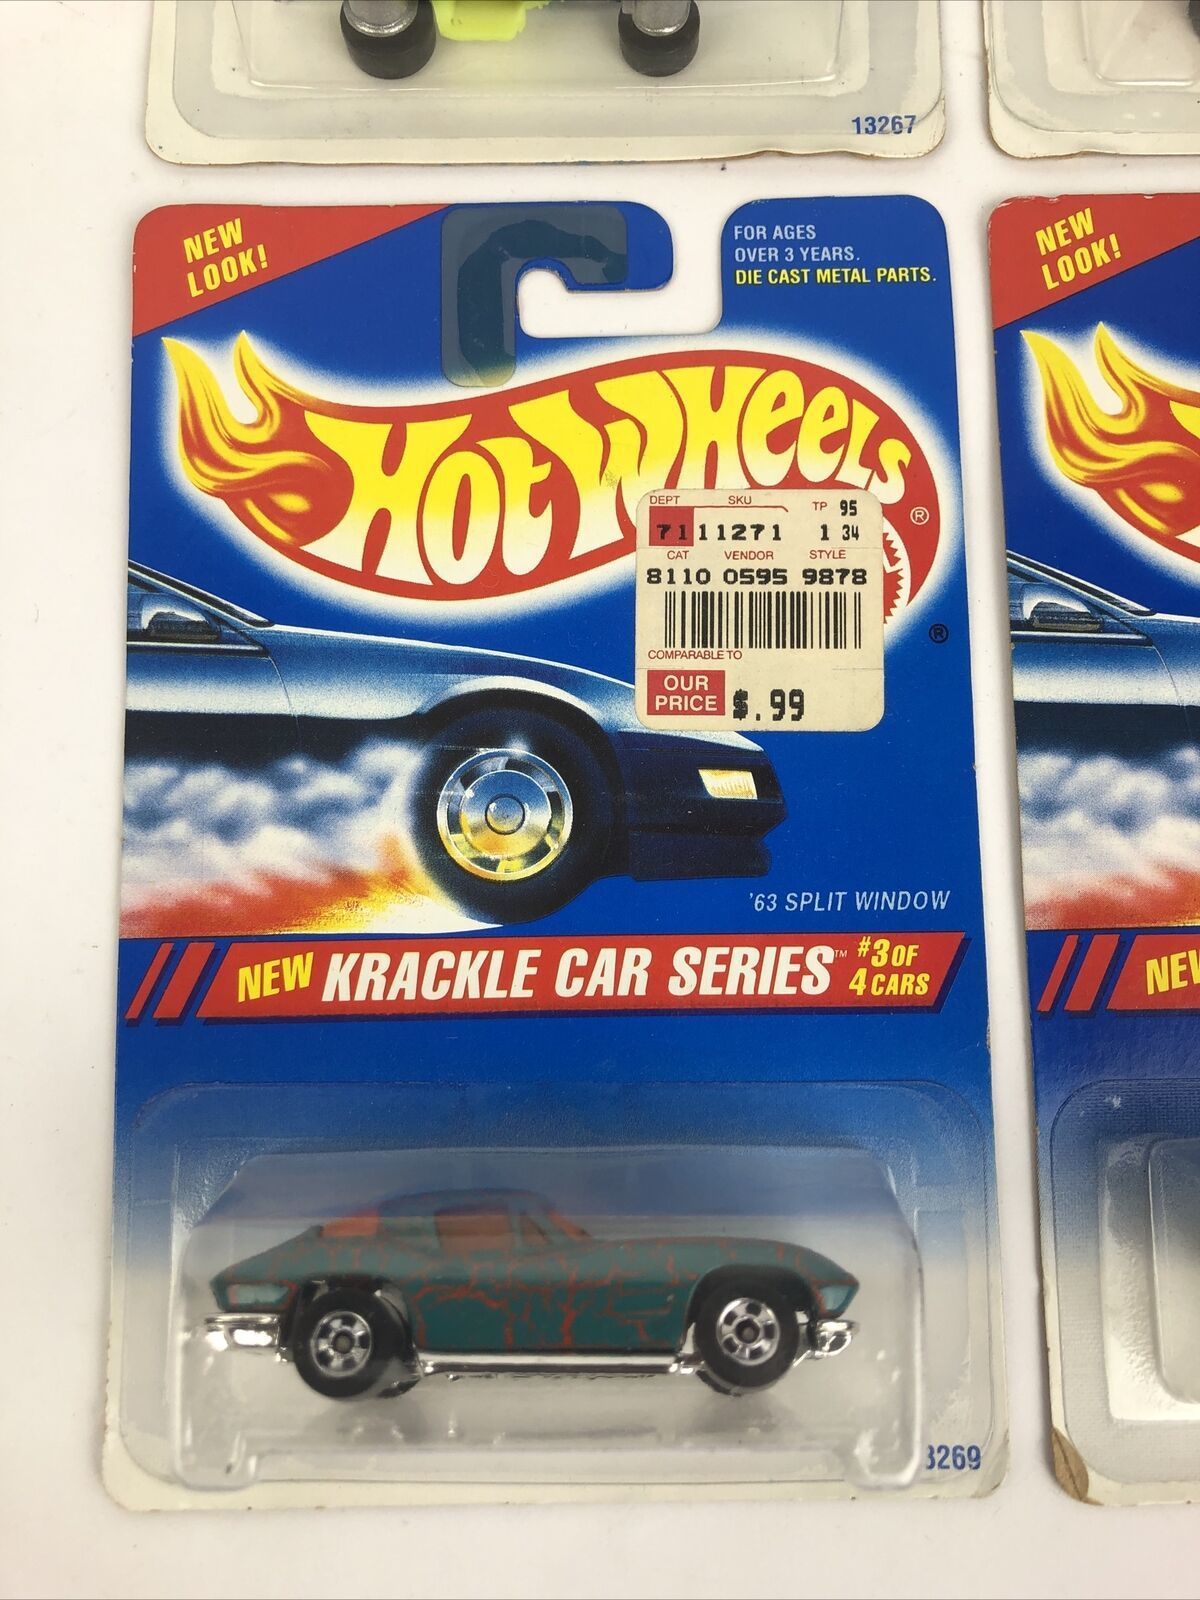 13267
NEW
LOOK!
FOR AGES
OVER 3 YEARS.
DIE CAST METAL PARTS.
HOT WHEELS ®
DEPT SKU TP 95
71 11271 1 34
CAT VENDOR STYLE
8110 0595 9878
COMPARABLE TO
OUR
PRICE $.99
®
'63 SPLIT WINDOW
NEW KRACKLE CAR SERIES™ #3 OF
4 CARS
3269
NEW
LOOK!
NEW